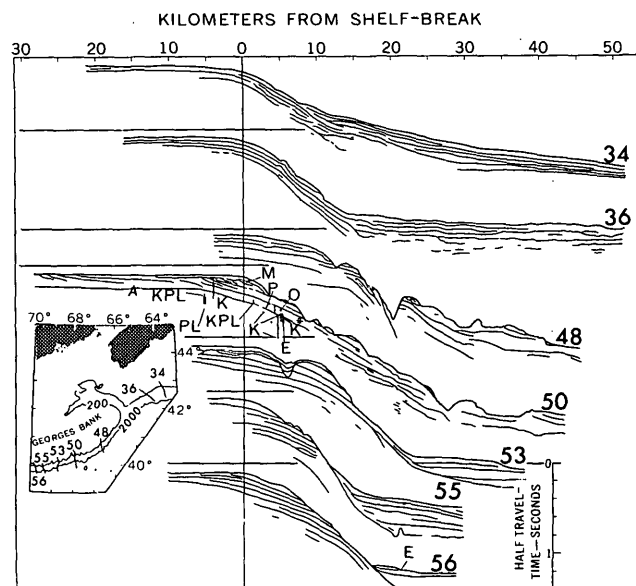 KILOMETERS FROM SHELF-BREAK
30 20 10 0 10 20 30 40 50
34
36
48
M
P
O
A KPL K
PL KPL K K
E
50
70° 68° 66° 64°
44°
36 34
200
42°
2000
GEORGES BANK
48
50
53
55
40°
56
53
55
E
56
0
1
HALF TRAVEL-
TIME—SECONDS